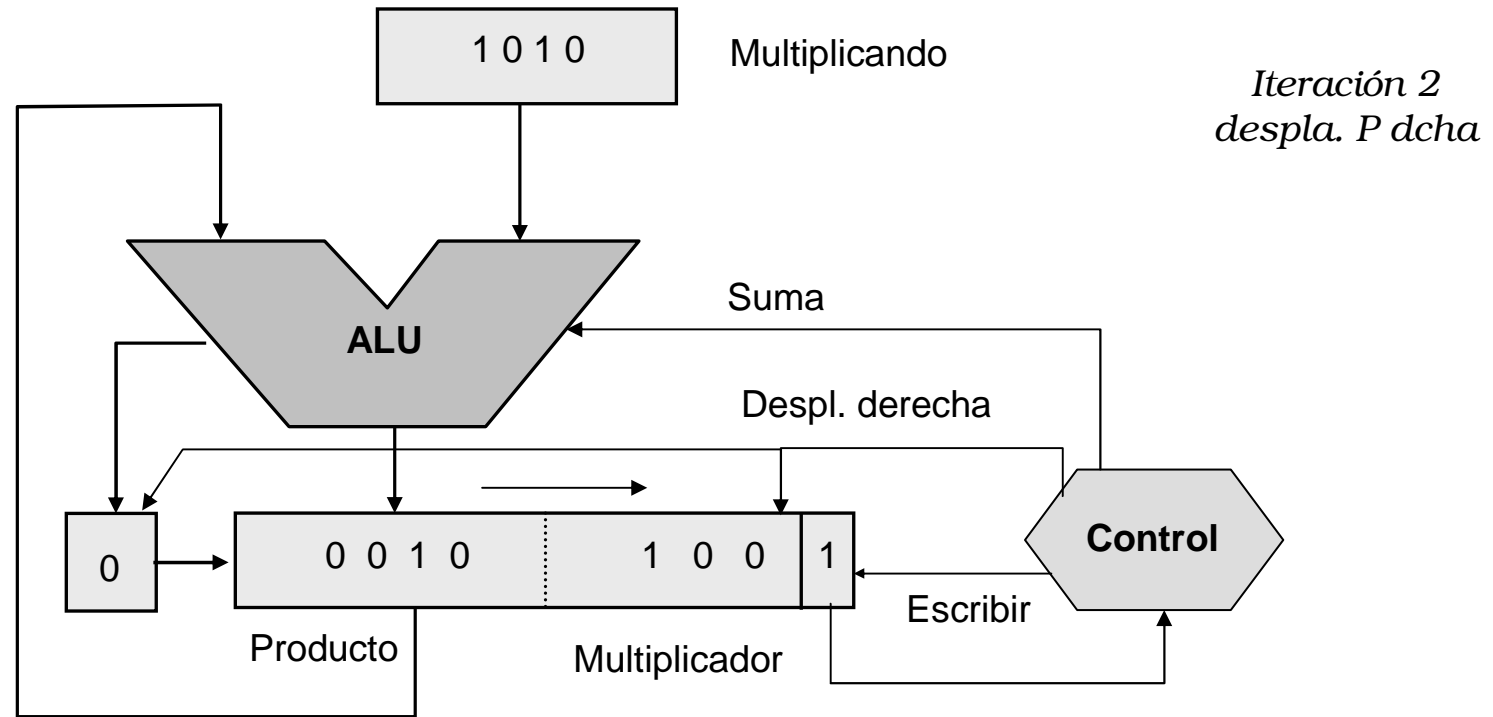 1 0 1 0
Multiplicando
Iteración 2
despla. P dcha
Suma
ALU
Despl. derecha
0
0 0 1 0
1 0 0
1
Control
Escribir
Producto
Multiplicador